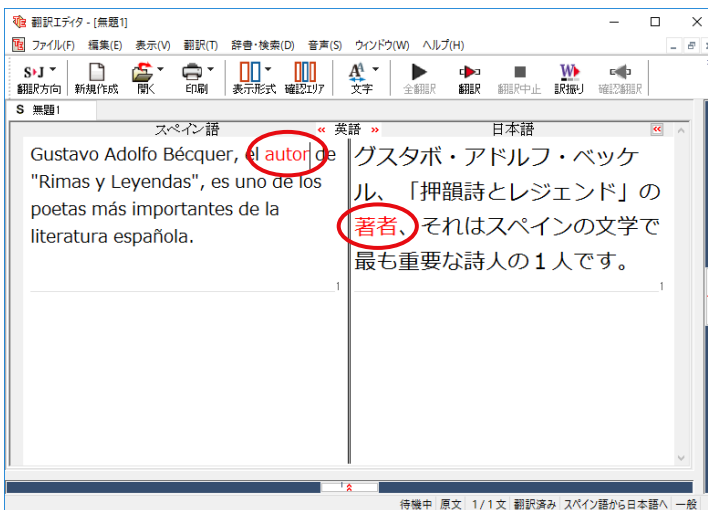 翻訳エディタ - [無題1]
ファイル(F) 編集(E) 表示(V) 翻訳(T) 辞書・検索(D) 音声(S) ウィンドウ(W) ヘルプ(H)
S▸J
翻訳方向 新規作成 開く 印刷 表示形式 確認エリア 文字 全翻訳 翻訳 翻訳中止 訳振り 確認翻訳
S 無題1
スペイン語 « 英語 » 日本語 «
Gustavo Adolfo Bécquer, el autor de
"Rimas y Leyendas", es uno de los
poetas más importantes de la
literatura española.
1
グスタボ・アドルフ・ベッケ
ル、「押韻詩とレジェンド」の
著者、それはスペインの文学で
最も重要な詩人の1人です。
1
待機中 原文 1/1文 翻訳済み スペイン語から日本語へ 一般